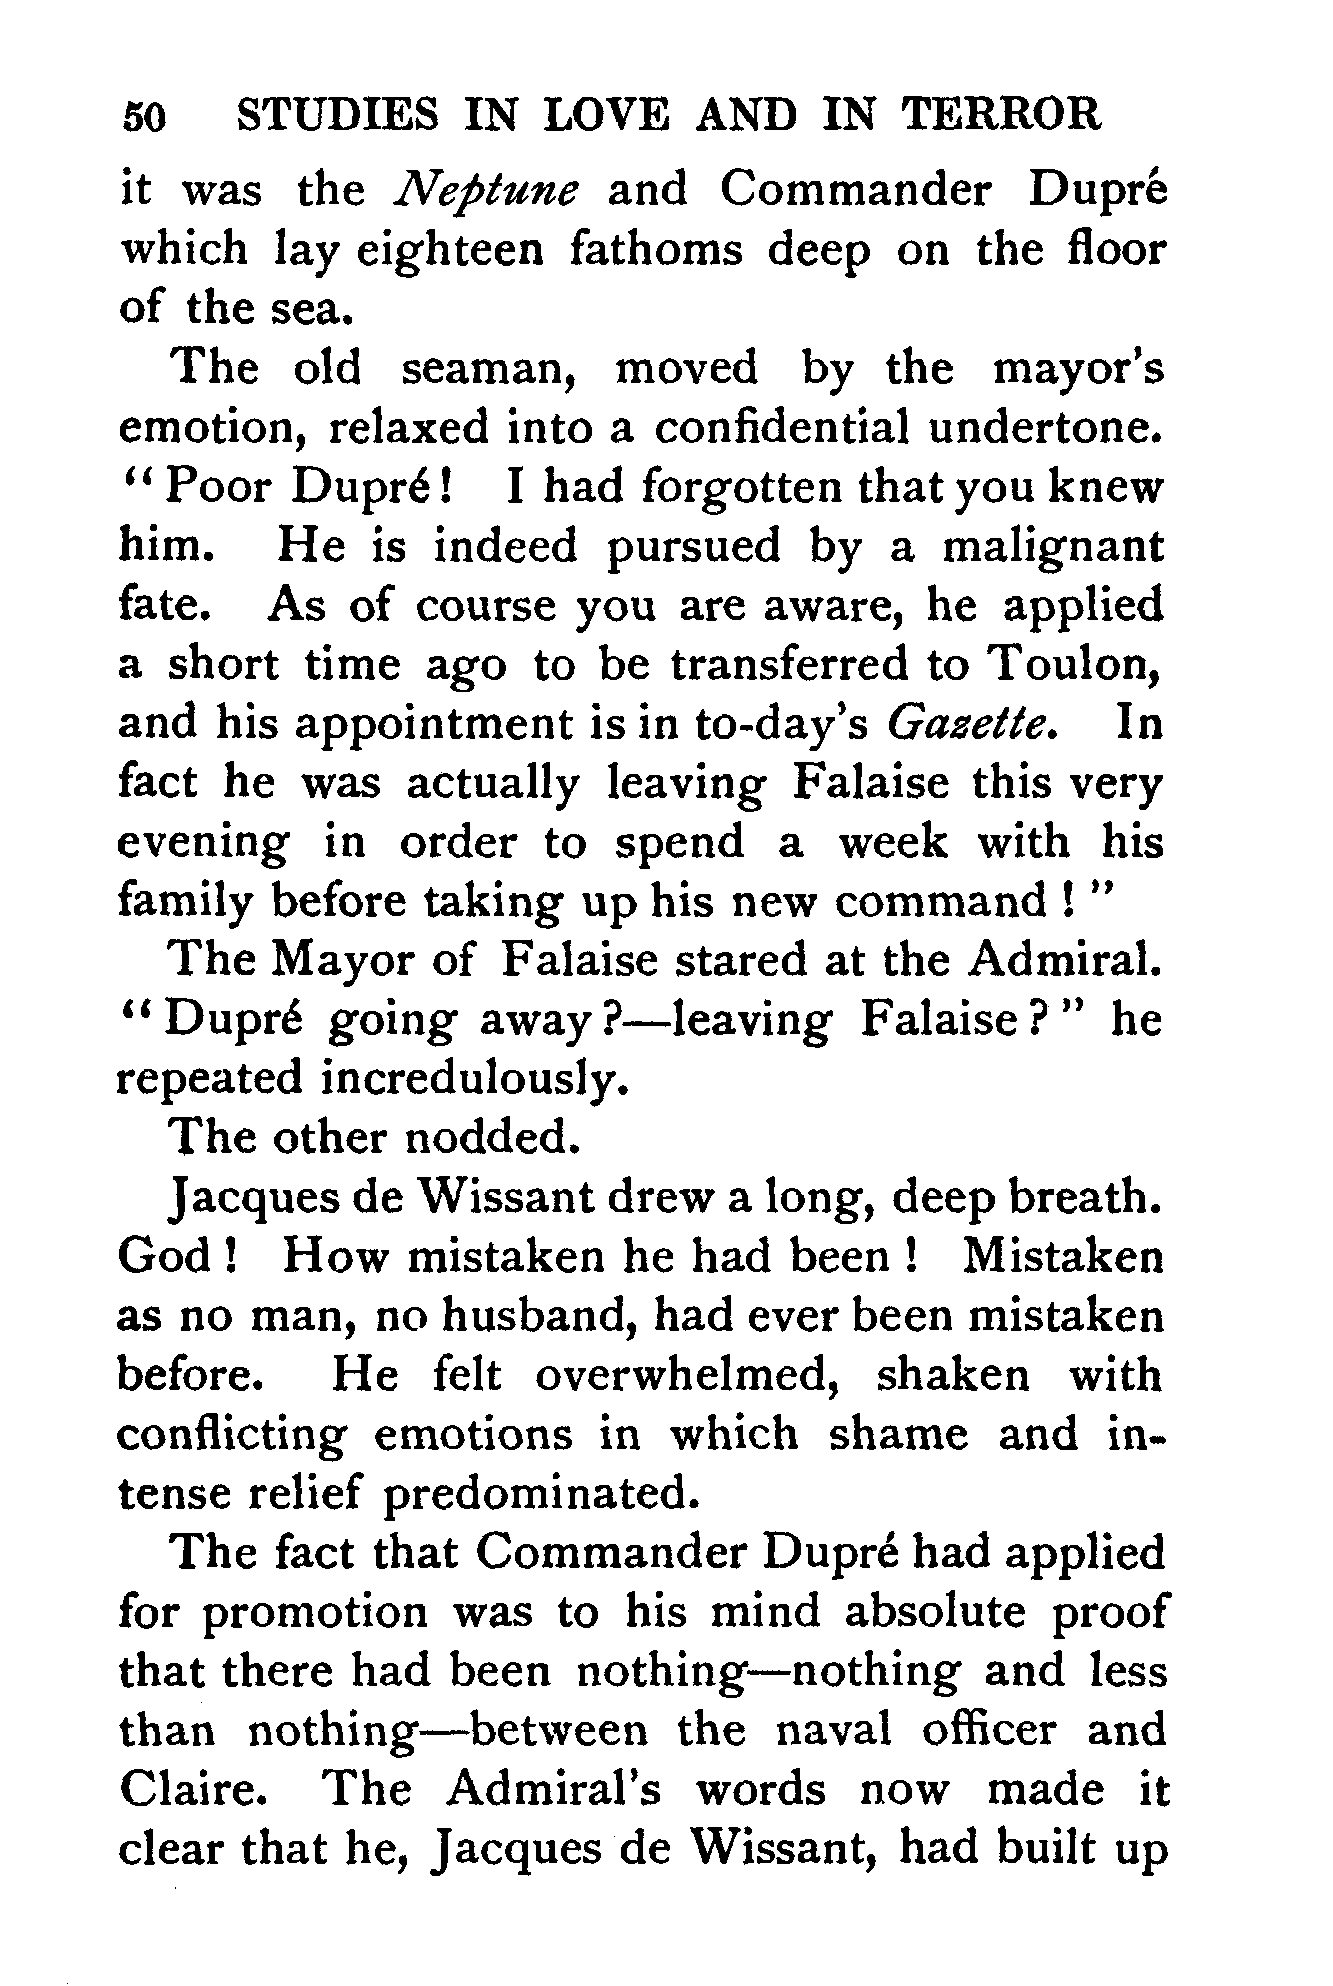 50 STUDIES IN LOVE AND IN TERROR
it was the Neptune and Commander Dupré
which lay eighteen fathoms deep on the floor
of the sea.
The old seaman, moved by the mayor's
emotion, relaxed into a confidential undertone.
“Poor Dupré! I had forgotten that you knew
him. He is indeed pursued by a malignant
fate. As of course you are aware, he applied
a short time ago to be transferred to Toulon,
and his appointment is in to-day's Gazette. In
fact he was actually leaving Falaise this very
evening in order to spend a week with his
family before taking up his new command!”
The Mayor of Falaise stared at the Admiral.
“Dupré going away?—leaving Falaise?” he
repeated incredulously.
The other nodded.
Jacques de Wissant drew a long, deep breath.
God! How mistaken he had been! Mistaken
as no man, no husband, had ever been mistaken
before. He felt overwhelmed, shaken with
conflicting emotions in which shame and in-
tense relief predominated.
The fact that Commander Dupré had applied
for promotion was to his mind absolute proof
that there had been nothing—nothing and less
than nothing—between the naval officer and
Claire. The Admiral's words now made it
clear that he, Jacques de Wissant, had built up